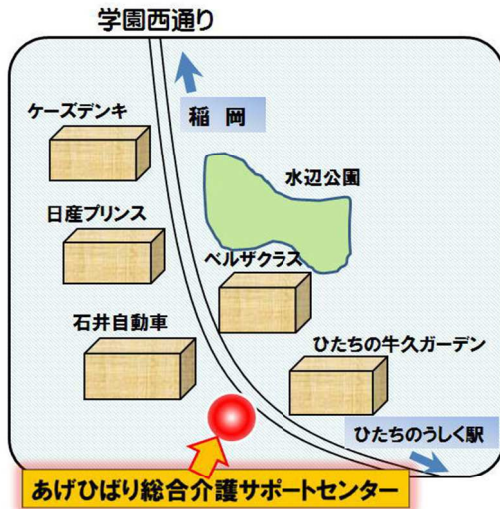 学園西通り
稲 岡
ケーズデンキ
水辺公園
日産プリンス
ベルザクラス
石井自動車
ひたちの牛久ガーデン
ひたちのうしく駅
あげひばり総合介護サポートセンター